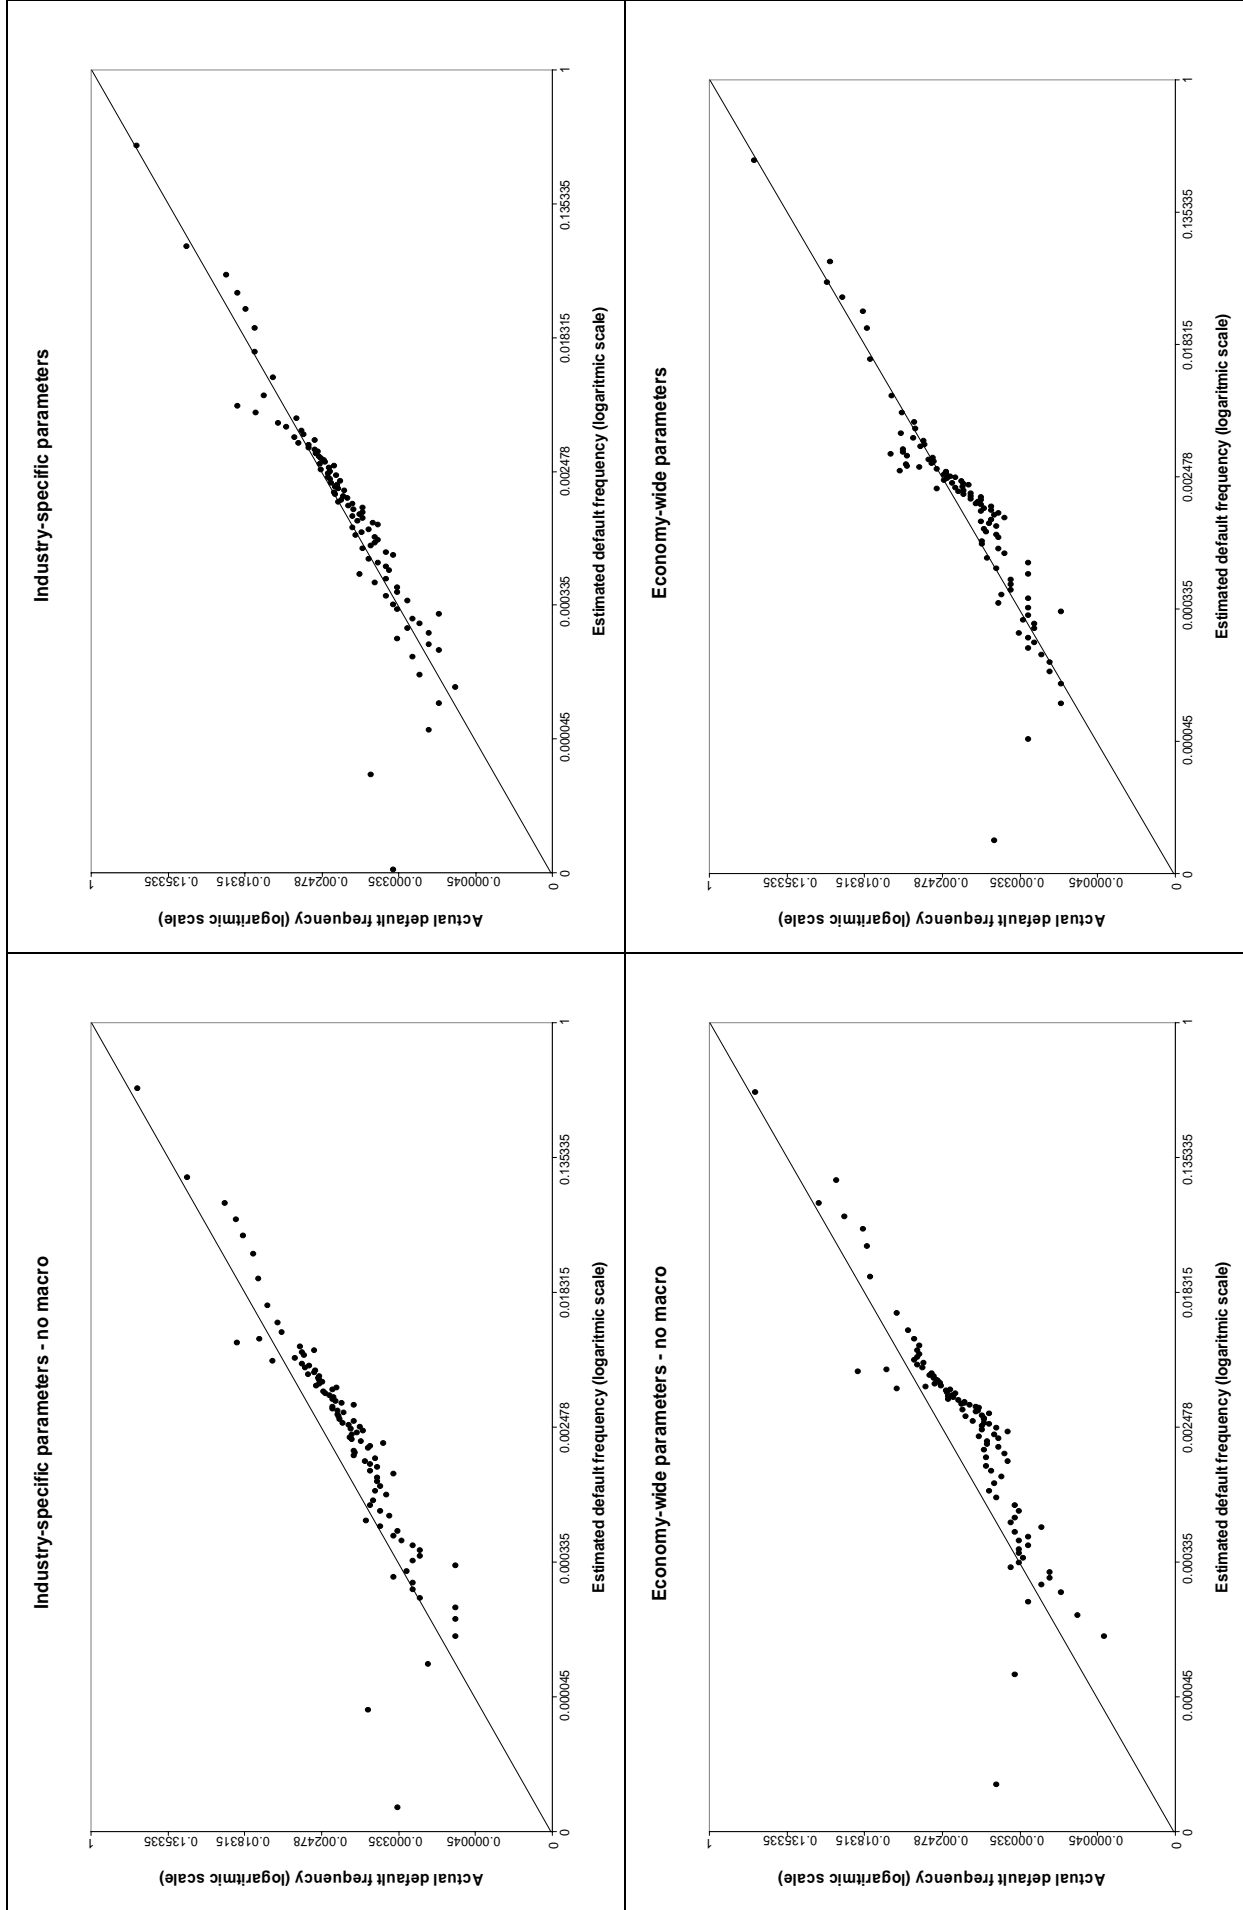 Industry-specific parameters - no macro
Actual default frequency (logaritmic scale)
1
0.135335
0.018315
0.002478
0.000335
0.000045
0
0 0.000045 0.000335 0.002478 0.018315 0.135335 1
Estimated default frequency (logaritmic scale)
Industry-specific parameters
Actual default frequency (logaritmic scale)
1
0.135335
0.018315
0.002478
0.000335
0.000045
0
0 0.000045 0.000335 0.002478 0.018315 0.135335 1
Estimated default frequency (logaritmic scale)
Economy-wide parameters - no macro
Actual default frequency (logaritmic scale)
1
0.135335
0.018315
0.002478
0.000335
0.000045
0
0 0.000045 0.000335 0.002478 0.018315 0.135335 1
Estimated default frequency (logaritmic scale)
Economy-wide parameters
Actual default frequency (logaritmic scale)
1
0.135335
0.018315
0.002478
0.000335
0.000045
0
0 0.000045 0.000335 0.002478 0.018315 0.135335 1
Estimated default frequency (logaritmic scale)